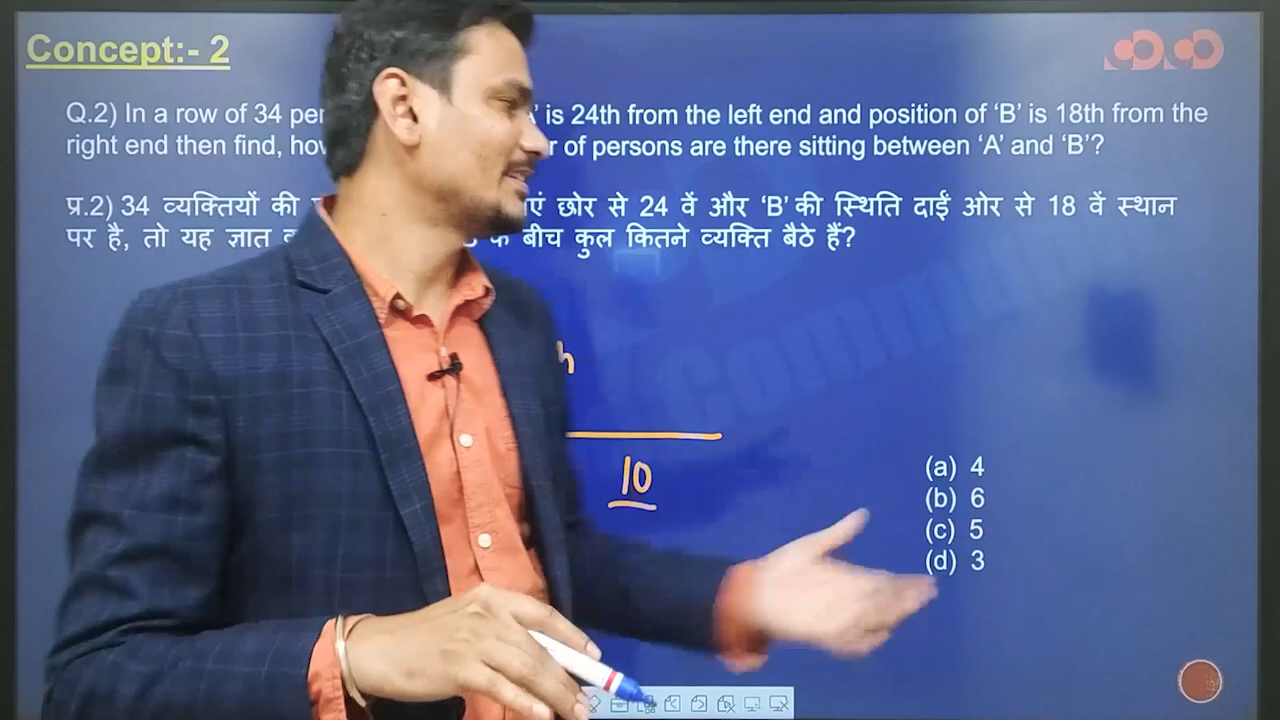 Concept:- 2
Q.2) In a row of 34 is 24th from the left end and position of ‘B’ is 18th from the
right end then find, of persons are there sitting between ‘A’ and ‘B’?
प्र.2) 34 व्यक्तियों की छोर से 24 वें और ‘B’ की स्थिति दाईं ओर से 18 वें स्थान
पर है, तो यह ज्ञात बीच कुल कितने व्यक्ति बैठे हैं?
10
(a) 4
(b) 6
(c) 5
(d) 3